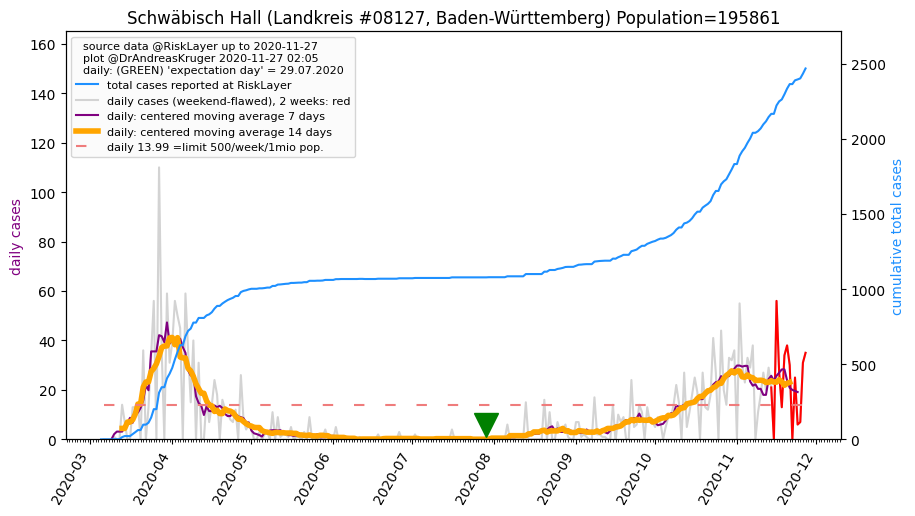 Schwäbisch Hall (Landkreis #08127, Baden-Württemberg) Population=195861
source data @RiskLayer up to 2020-11-27
plot @DrAndreasKruger 2020-11-27 02:05
daily: (GREEN) 'expectation day' = 29.07.2020
total cases reported at RiskLayer
daily cases (weekend-flawed), 2 weeks: red
daily: centered moving average 7 days
daily: centered moving average 14 days
daily 13.99 =limit 500/week/1mio pop.
daily cases
160
140
120
100
80
60
40
20
0
cumulative total cases
2500
2000
1500
1000
500
0
2020-03
2020-04
2020-05
2020-06
2020-07
2020-08
2020-09
2020-10
2020-11
2020-12